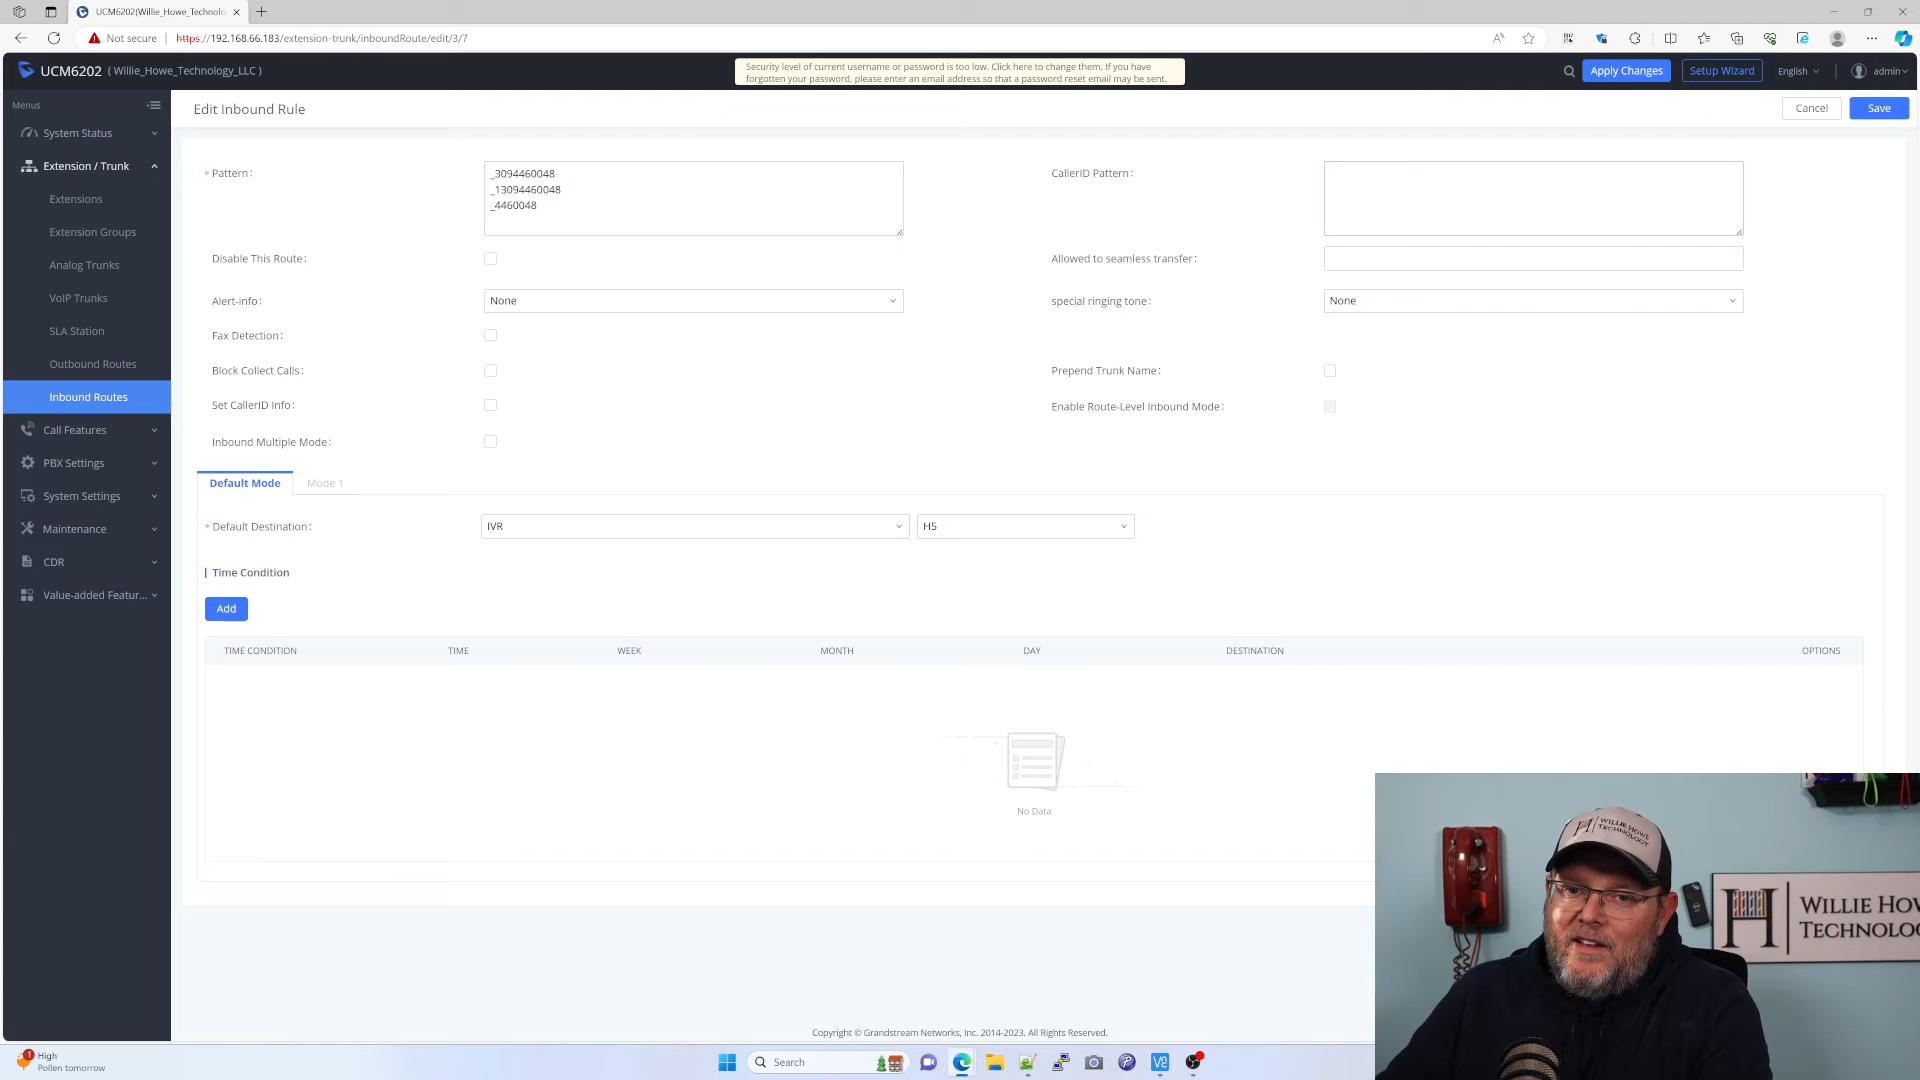 UCM6202(Willie_Howe_Technolo
Not secure
https://192.168.66.183/extension-trunk/inboundRoute/edit/3/7
UCM6202 ( Willie_Howe_Technology_LLC )
Security level of current username or password is too low. Click here to change them. If you have
forgotten your password, please enter an email address so that a password reset email may be sent.
Apply Changes
Setup Wizard
English
admin
Menus
System Status
Extension / Trunk
Extensions
Extension Groups
Analog Trunks
VoIP Trunks
SLA Station
Outbound Routes
Inbound Routes
Call Features
PBX Settings
System Settings
Maintenance
CDR
Value-added Featur...
Edit Inbound Rule
Cancel
Save
* Pattern:
_3094460048
_13094460048
_4460048
CallerID Pattern:
Disable This Route:
Allowed to seamless transfer:
Alert-info:
None
special ringing tone:
None
Fax Detection:
Block Collect Calls:
Prepend Trunk Name:
Set CallerID Info:
Enable Route-Level Inbound Mode:
Inbound Multiple Mode:
Default Mode
Mode 1
* Default Destination:
IVR
H5
Time Condition
Add
TIME CONDITION
TIME
WEEK
MONTH
DAY
DESTINATION
OPTIONS
No Data
WILLIE HOWE
TECHNOLOGY
WILLIE HOW
TECHNOLOGY
Copyright © Grandstream Networks, Inc. 2014-2023. All Rights Reserved.
1
High
Pollen tomorrow
Search